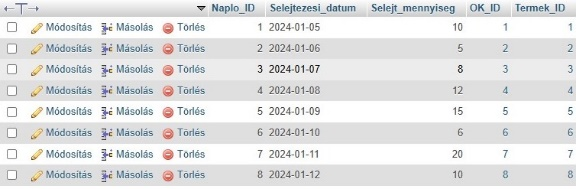 Naplo_ID Selejtezesi_datum Selejt_mennyiseg OK_ID Termek_ID
Módosítás Másolás Törlés 1 2024-01-05 10 1 1
Módosítás Másolás Törlés 2 2024-01-06 5 2 2
Módosítás Másolás Törlés 3 2024-01-07 8 3 3
Módosítás Másolás Törlés 4 2024-01-08 12 4 4
Módosítás Másolás Törlés 5 2024-01-09 15 5 5
Módosítás Másolás Törlés 6 2024-01-10 6 6 6
Módosítás Másolás Törlés 7 2024-01-11 20 7 7
Módosítás Másolás Törlés 8 2024-01-12 10 8 8